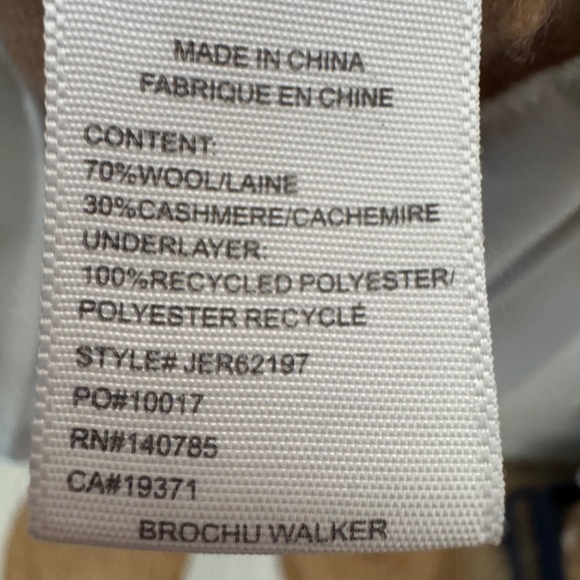 MADE IN CHINA
FABRIQUE EN CHINE
CONTENT:
70%WOOL/LAINE
30%CASHMERE/CACHEMIRE
UNDERLAYER:
100%RECYCLED POLYESTER/
POLYESTER RECYCLÉ
STYLE# JER62197
PO#10017
RN#140785
CA#19371
BROCHU WALKER